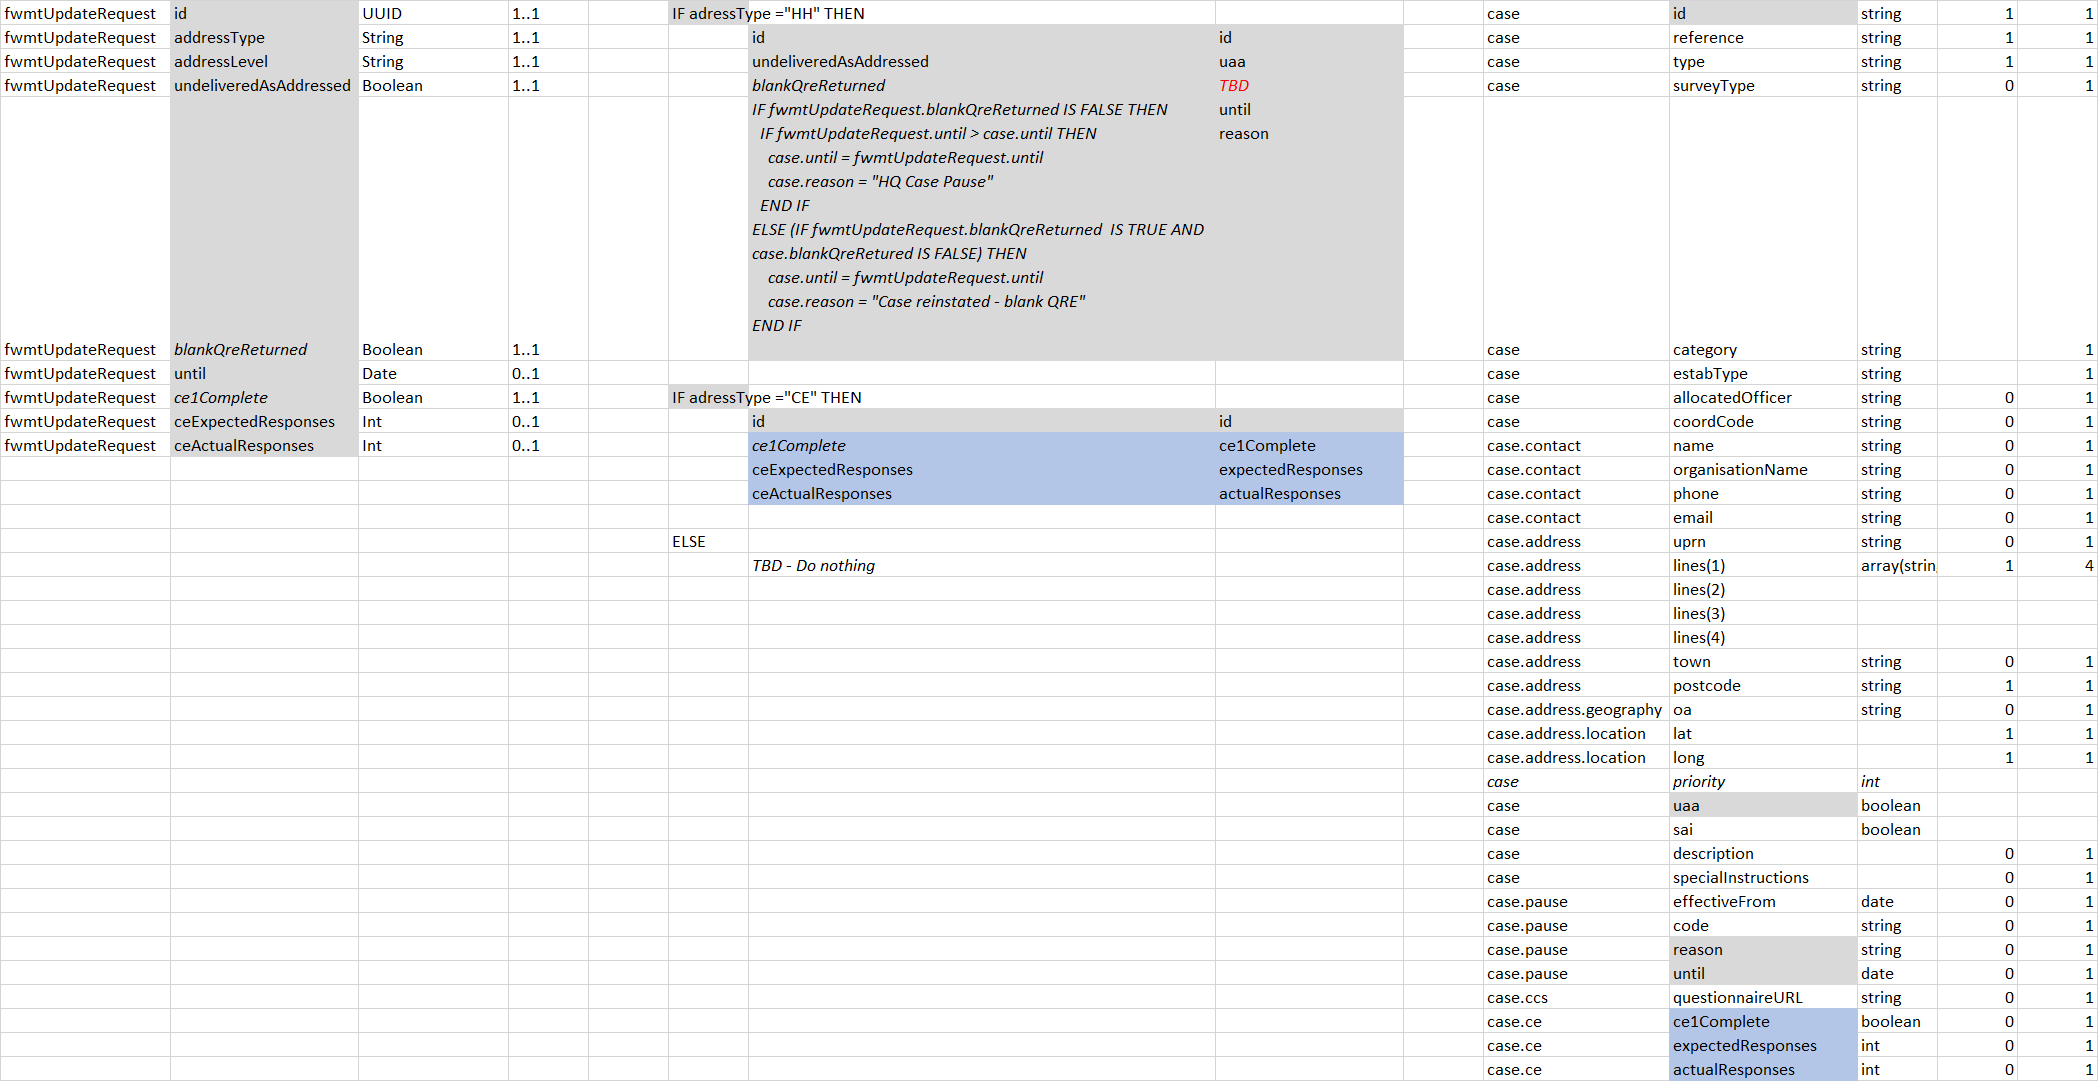 fwmtUpdateRequest id UUID 1..1 IF adressType ="HH" THEN case id string 1 1
fwmtUpdateRequest addressType String 1..1 id id case reference string 1 1
fwmtUpdateRequest addressLevel String 1..1 undeliveredAsAddressed uaa case type string 1 1
fwmtUpdateRequest undeliveredAsAddressed Boolean 1..1 blankQreReturned TBD case surveyType string 0 1
IF fwmtUpdateRequest.blankQreReturned IS FALSE THEN until
IF fwmtUpdateRequest.until > case.until THEN reason
case.until = fwmtUpdateRequest.until
case.reason = "HQ Case Pause"
END IF
ELSE (IF fwmtUpdateRequest.blankQreReturned IS TRUE AND
case.blankQreRetured IS FALSE) THEN
case.until = fwmtUpdateRequest.until
case.reason = "Case reinstated - blank QRE"
END IF
fwmtUpdateRequest blankQreReturned Boolean 1..1 case category string 1
fwmtUpdateRequest until Date 0..1 case estabType string 1
fwmtUpdateRequest ce1Complete Boolean 1..1 IF adressType ="CE" THEN case allocatedOfficer string 0 1
fwmtUpdateRequest ceExpectedResponses Int 0..1 id id case coordCode string 0 1
fwmtUpdateRequest ceActualResponses Int 0..1 ce1Complete ce1Complete case.contact name string 0 1
ceExpectedResponses expectedResponses case.contact organisationName string 0 1
ceActualResponses actualResponses case.contact phone string 0 1
case.contact email string 0 1
ELSE case.address uprn string 0 1
TBD - Do nothing case.address lines(1) array(strin 1 4
case.address lines(2)
case.address lines(3)
case.address lines(4)
case.address town string 0 1
case.address postcode string 1 1
case.address.geography oa string 0 1
case.address.location lat 1 1
case.address.location long 1 1
case priority int
case uaa boolean
case sai boolean
case description 0 1
case specialInstructions 0 1
case.pause effectiveFrom date 0 1
case.pause code string 0 1
case.pause reason string 0 1
case.pause until date 0 1
case.ccs questionnaireURL string 0 1
case.ce ce1Complete boolean 0 1
case.ce expectedResponses int 0 1
case.ce actualResponses int 0 1